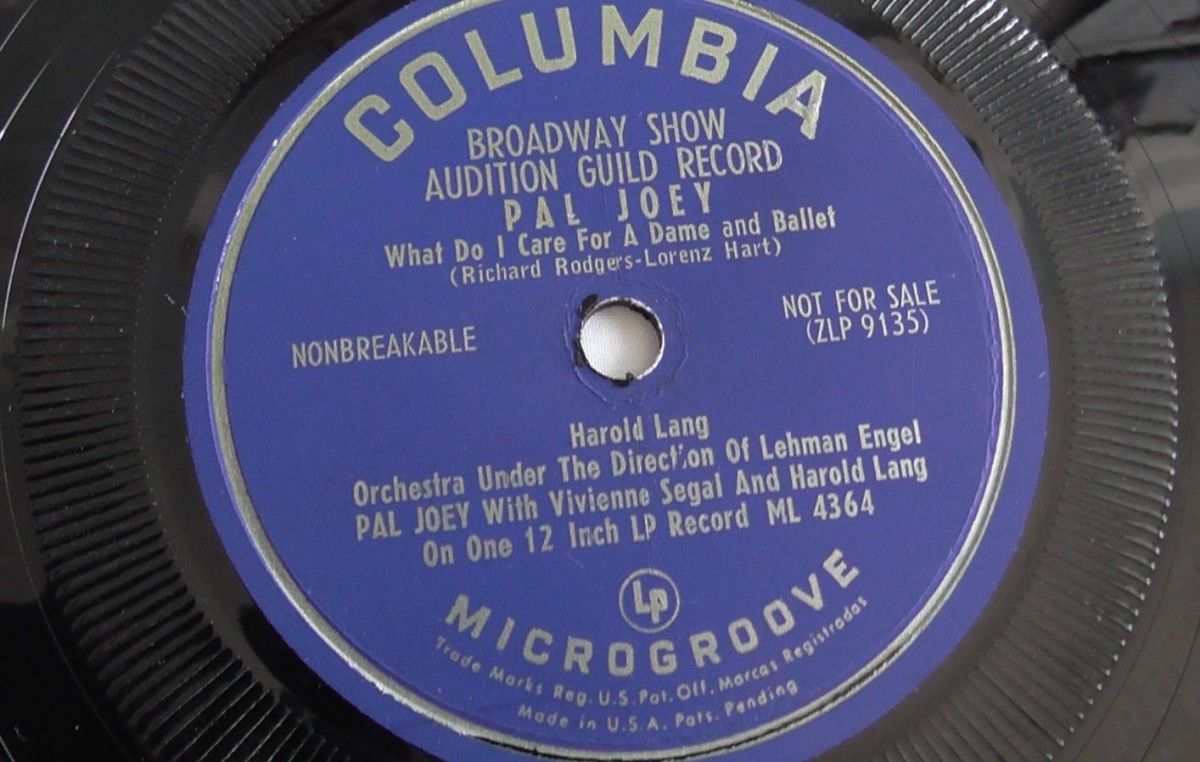 COLUMBIA
BROADWAY SHOW
AUDITION GUILD RECORD
PAL JOEY
What Do I Care For A Dame and Ballet
(Richard Rodgers-Lorenz Hart)
NONBREAKABLE
NOT FOR SALE
(ZLP 9135)
Harold Lang
Orchestra Under The Direction Of Lehman Engel
PAL JOEY With Vivienne Segal And Harold Lang
On One 12 Inch LP Record ML 4364
Lp
MICROGROOVE
Trade Marks Reg. U.S. Pat. Off. Marcas Registradas
Made in U.S.A. Pats. Pending